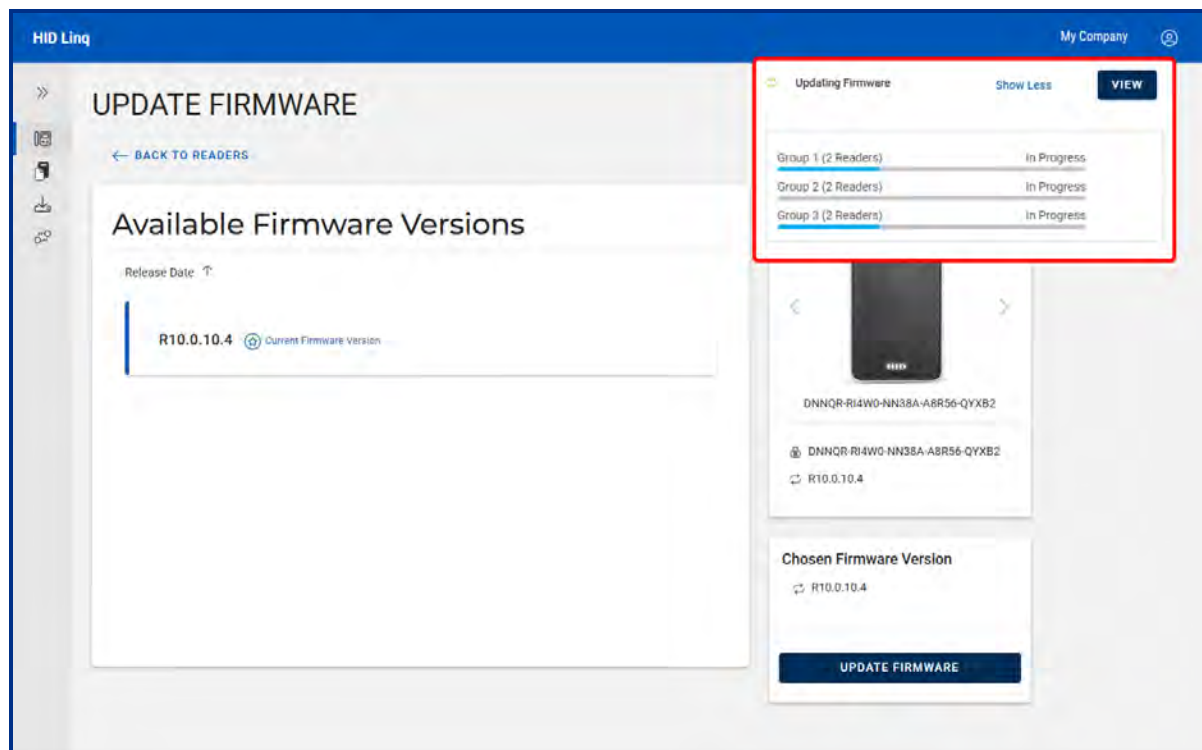 HID Linq
My Company
UPDATE FIRMWARE
← BACK TO READERS
Updating Firmware
Show Less
VIEW
Group 1 (2 Readers)
In Progress
Group 2 (2 Readers)
In Progress
Group 3 (2 Readers)
In Progress
Available Firmware Versions
Release Date ↑
R10.0.10.4
Current Firmware Version
DNNQR-RI4W0-NN38A-A8R56-QYXB2
DNNQR-RI4W0-NN38A-A8R56-QYXB2
R10.0.10.4
Chosen Firmware Version
R10.0.10.4
UPDATE FIRMWARE